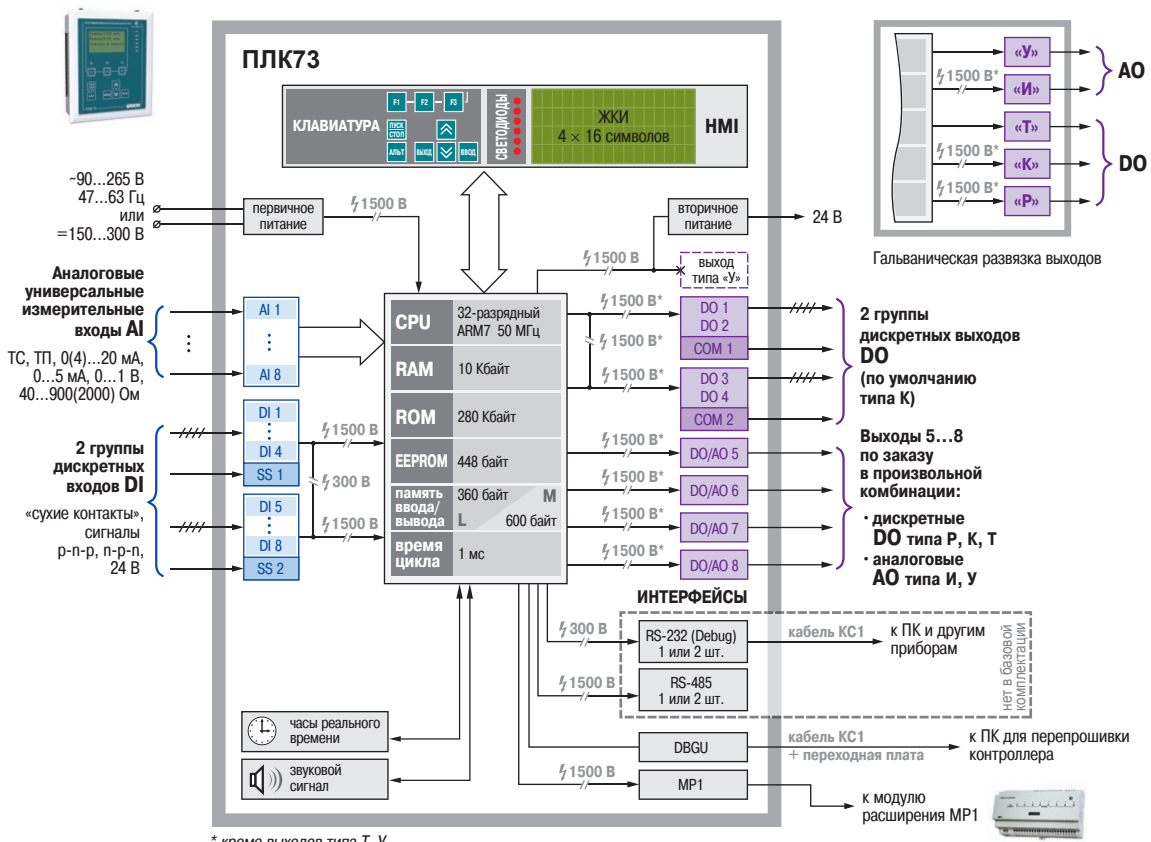 ПЛК73
КЛАВИАТУРА
F1
F2
F3
ПУСК
СТОП
АЛЬТ
ВЫХОД
ВВОД
СВЕТОДИОДЫ
ЖКИ
4 × 16 символов
HMI
«У»
1500 В*
«И»
АО
«Т»
1500 В*
«К»
1500 В*
«Р»
DO
Гальваническая развязка выходов
~90...265 В
47...63 Гц
или
=150...300 В
первичное
питание
1500 В
вторичное
питание
24 В
1500 В
выход
типа «У»
Аналоговые
универсальные
измерительные
входы AI
ТС, ТП, 0(4)...20 мА,
0...5 мА, 0...1 В,
40...900(2000) Ом
AI 1
AI 8
2 группы
дискретных
входов DI
«сухие контакты»,
сигналы
p-n-p, n-p-n,
24 В
DI 1
DI 4
SS 1
DI 5
DI 8
SS 2
1500 В
300 В
1500 В
CPU
32-разрядный
ARM7 50 МГц
RAM
10 Кбайт
ROM
280 Кбайт
EEPROM
448 байт
память
ввода/
вывода
360 байт
M
L
600 байт
время
цикла
1 мс
1500 В*
1500 В*
1500 В*
DO 1
DO 2
COM 1
DO 3
DO 4
COM 2
2 группы
дискретных выходов
DO
(по умолчанию
типа К)
1500 В*
DO/AO 5
1500 В*
DO/AO 6
1500 В*
DO/AO 7
1500 В*
DO/AO 8
Выходы 5...8
по заказу
в произвольной
комбинации:
· дискретные
DO типа Р, К, Т
· аналоговые
АО типа И, У
ИНТЕРФЕЙСЫ
300 В
RS-232 (Debug)
1 или 2 шт.
кабель КС1
к ПК и другим
приборам
1500 В
RS-485
1 или 2 шт.
нет в базовой
комплектации
DBGU
кабель КС1
+ переходная плата
к ПК для перепрошивки
контроллера
1500 В
MP1
к модулю
расширения МР1
часы реального
времени
звуковой
сигнал
* кроме выходов типа Т, У